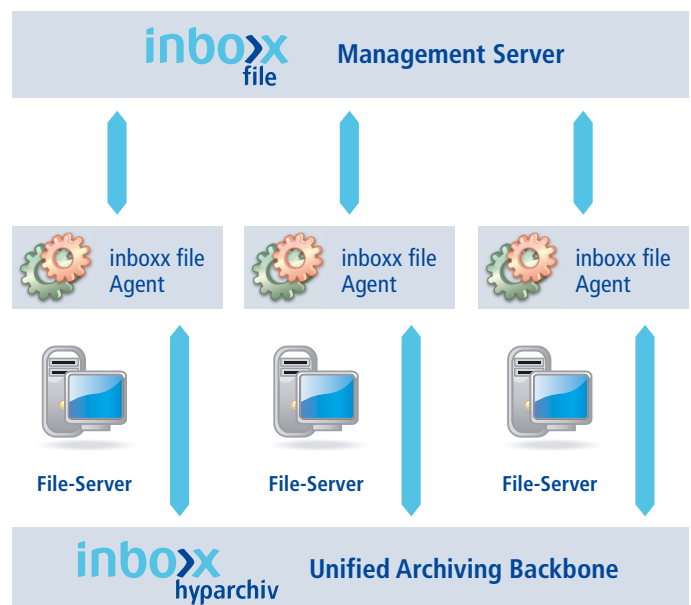 inboxx file Management Server
inboxx file Agent
inboxx file Agent
inboxx file Agent
File-Server
File-Server
File-Server
inboxx hyparchiv Unified Archiving Backbone